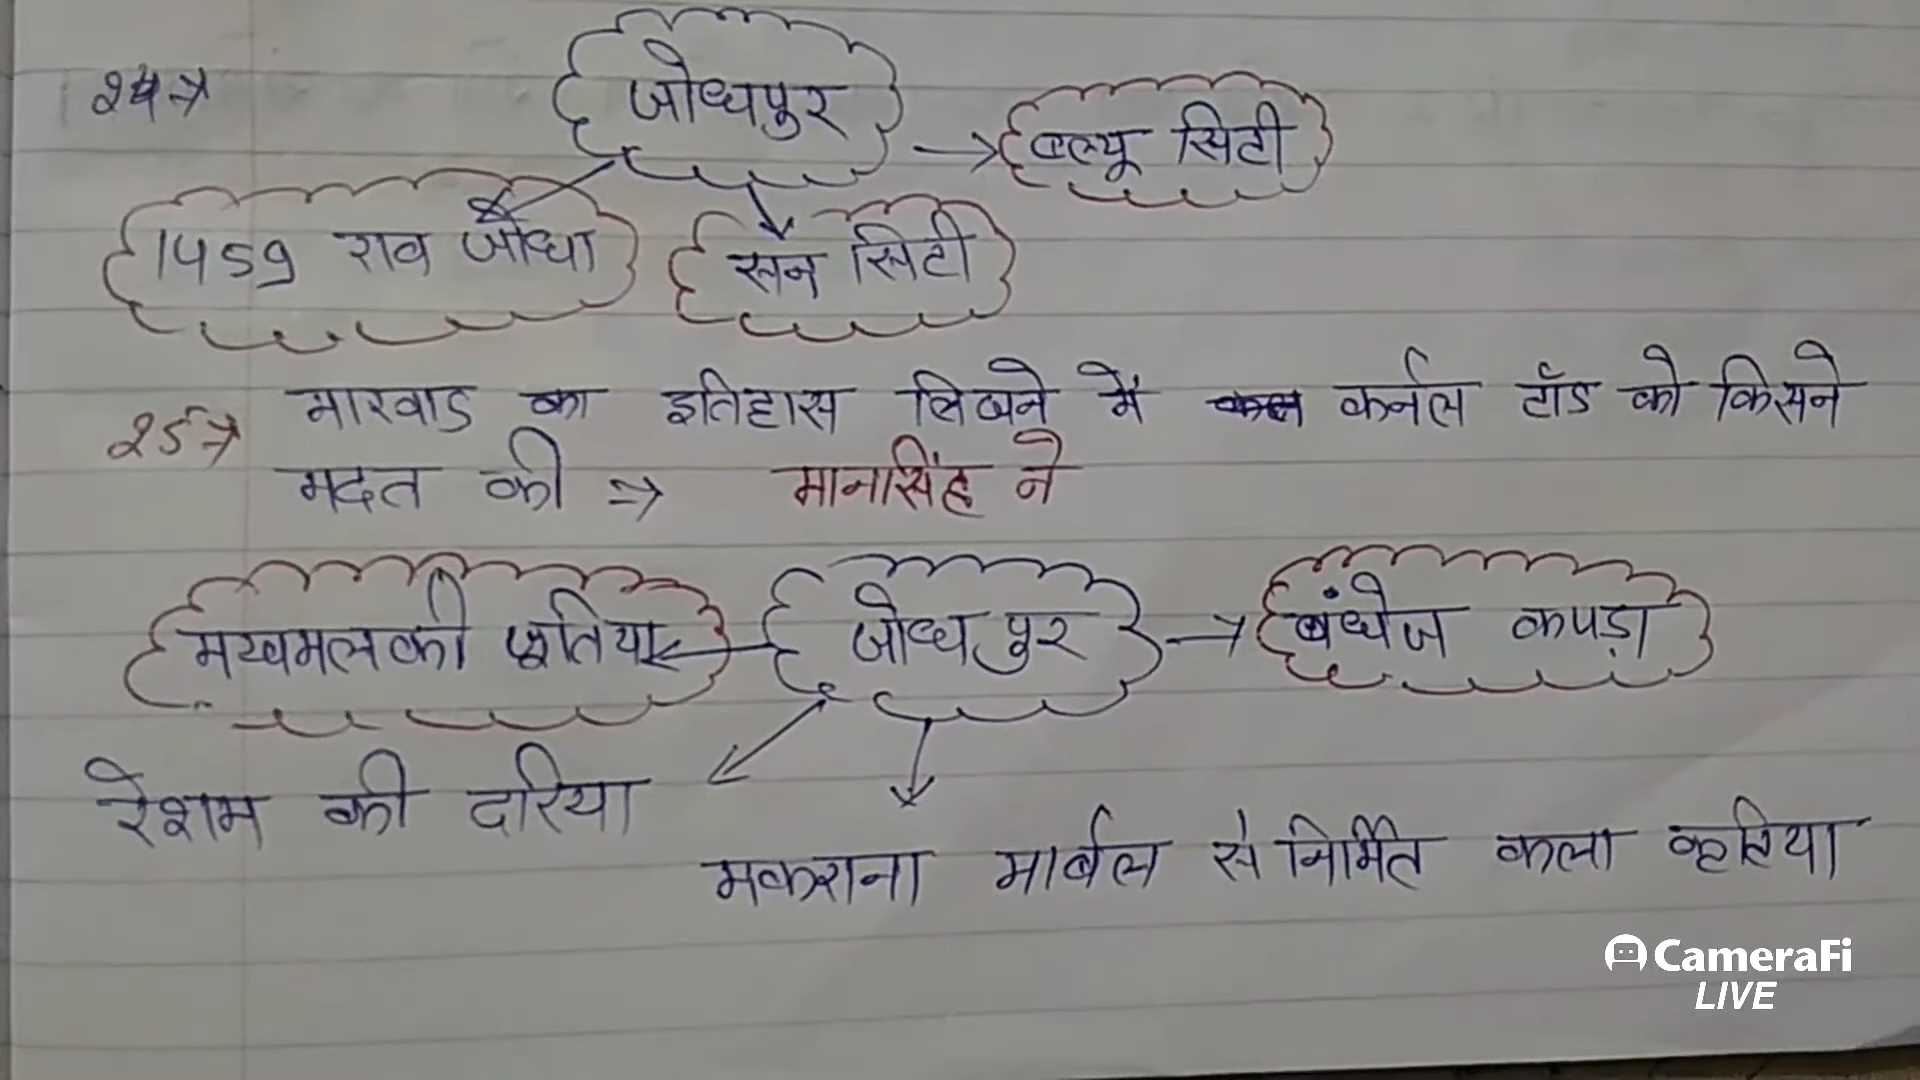 24→ जोधपुर
→ ब्ल्यू सिटी
1459 राव जोधा
सन सिटी
25→ मारवाड का इतिहास लिखने में कर्नल टॉड को किसने
मदत की ⇒ मानसिंह ने
मखमल की जूतिया ← जोधपुर → बंधेज कपड़ा
रेशम की दरिया
मकराना मार्बल से निर्मित कला कृतिया
CameraFi
LIVE